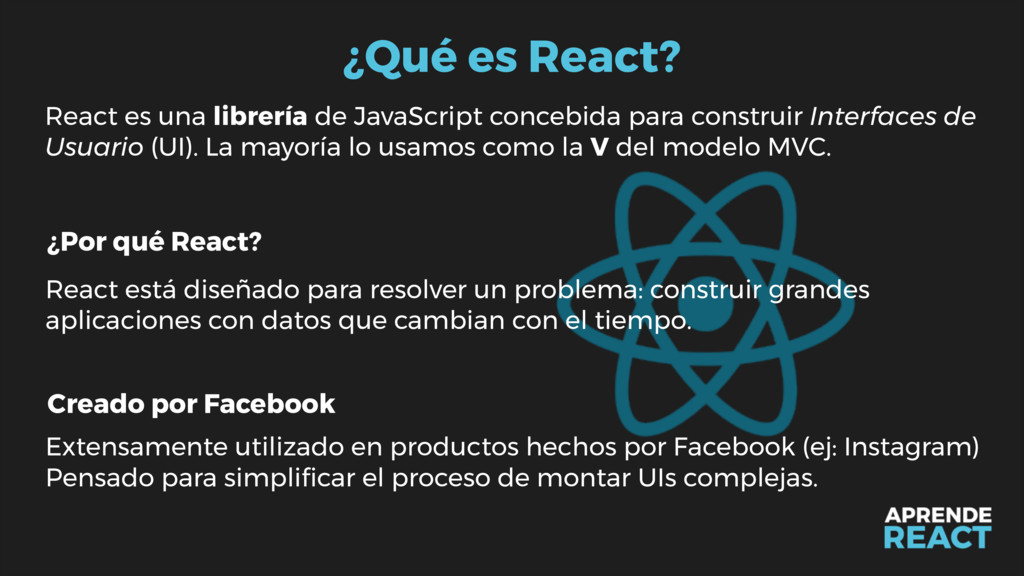 ¿Qué es React?
React es una librería de JavaScript concebida para construir Interfaces de
Usuario (UI). La mayoría lo usamos como la V del modelo MVC.
¿Por qué React?
React está diseñado para resolver un problema: construir grandes
aplicaciones con datos que cambian con el tiempo.
Creado por Facebook
Extensamente utilizado en productos hechos por Facebook (ej: Instagram)
Pensado para simplificar el proceso de montar UIs complejas.
APRENDE
REACT